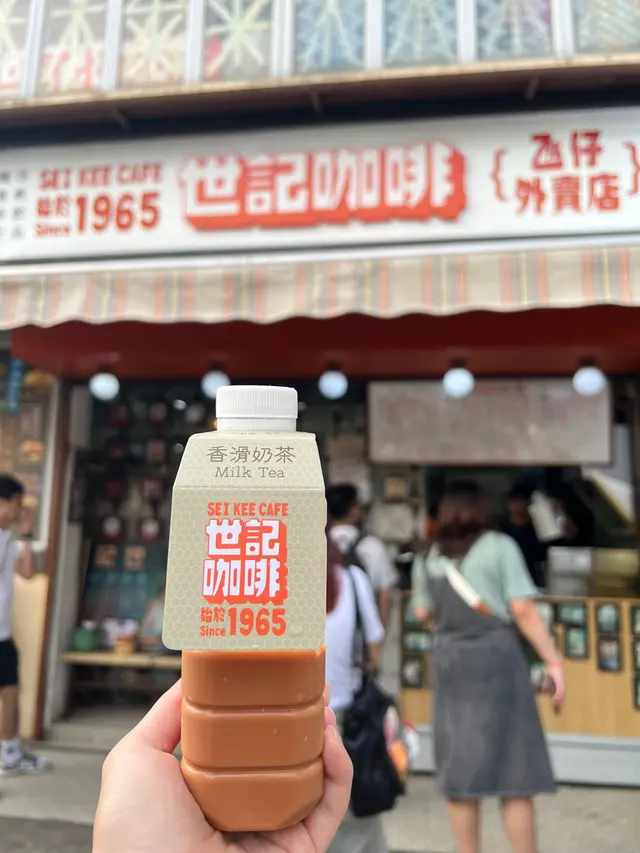 SEI KEE CAFE
始於
Since 1965
世記咖啡
氹仔
外賣店
香滑奶茶
Milk Tea
SEI KEE CAFE
世記
咖啡
始於
Since 1965